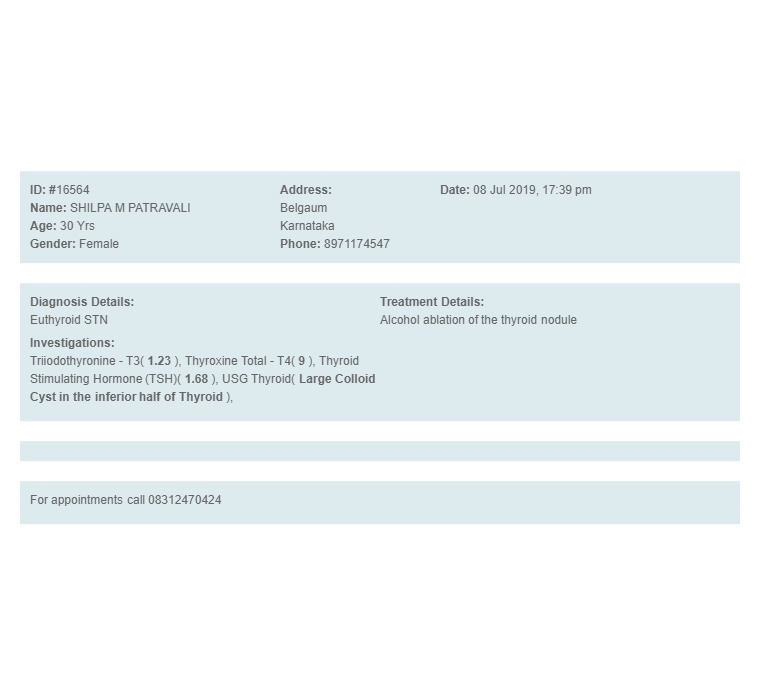 ID: #16564
Name: SHILPA M PATRAVALI
Age: 30 Yrs
Gender: Female
Address:
Belgaum
Karnataka
Phone: 8971174547
Date: 08 Jul 2019, 17:39 pm
Diagnosis Details:
Euthyroid STN
Treatment Details:
Alcohol ablation of the thyroid nodule
Investigations:
Triiodothyronine - T3( 1.23 ), Thyroxine Total - T4( 9 ), Thyroid
Stimulating Hormone (TSH)( 1.68 ), USG Thyroid( Large Colloid
Cyst in the inferior half of Thyroid ),
For appointments call 08312470424